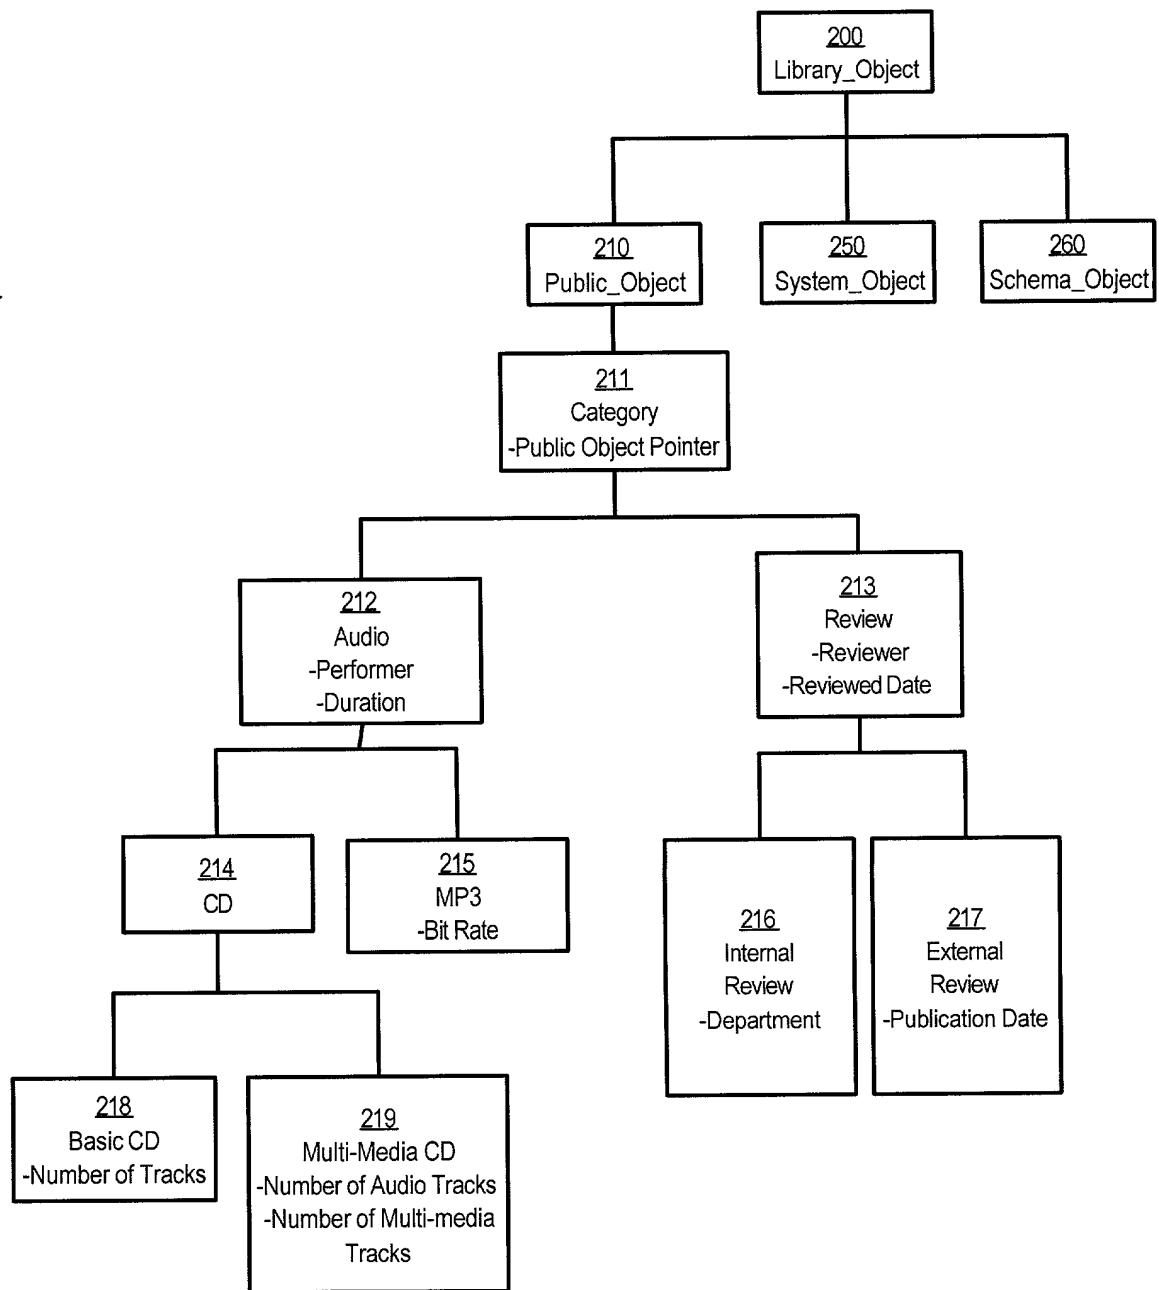 200
Library_Object
210
Public_Object
250
System_Object
260
Schema_Object
211
Category
-Public Object Pointer
212
Audio
-Performer
-Duration
213
Review
-Reviewer
-Reviewed Date
214
CD
215
MP3
-Bit Rate
216
Internal
Review
-Department
217
External
Review
-Publication Date
218
Basic CD
-Number of Tracks
219
Multi-Media CD
-Number of Audio Tracks
-Number of Multi-media
Tracks